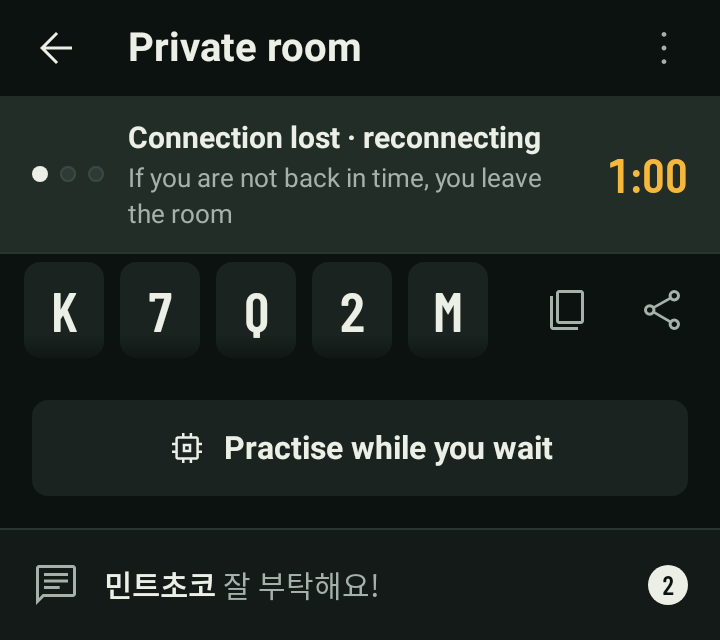 Private room
Connection lost · reconnecting
If you are not back in time, you leave
the room
1:00
K 7 Q 2 M
Practise while you wait
민트초코 잘 부탁해요!
2